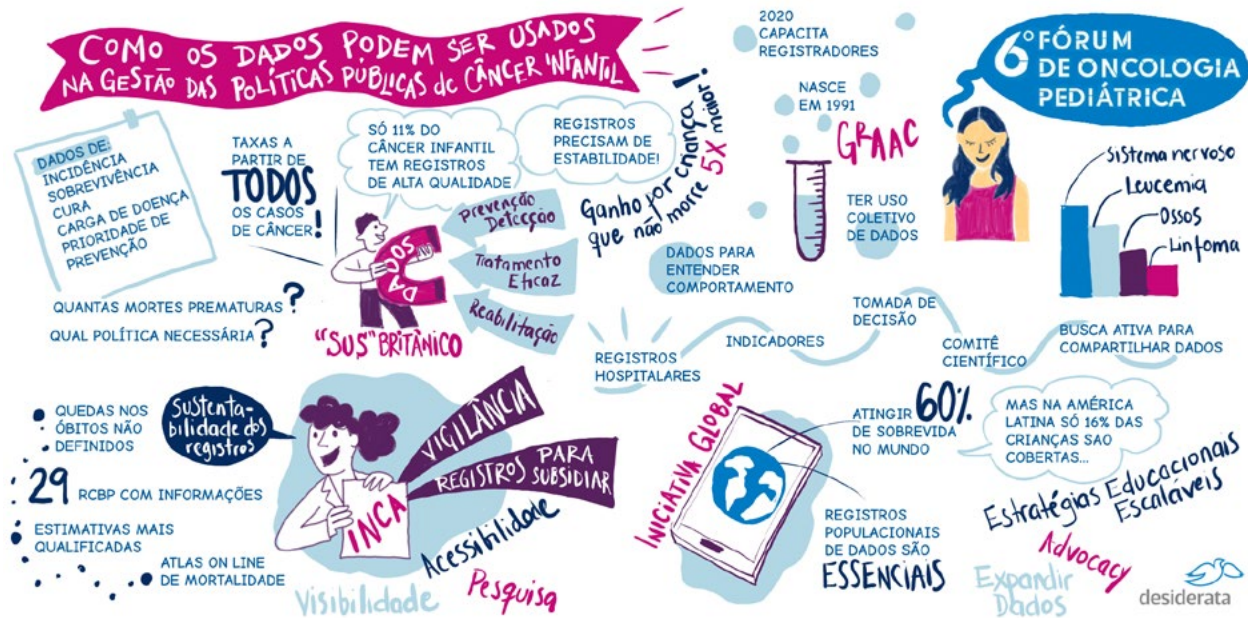 COMO OS DADOS PODEM SER USADOS
NA GESTÃO DAS POLÍTICAS PÚBLICAS de CÂNCER INFANTIL
DADOS DE:
INCIDÊNCIA
SOBREVIVÊNCIA
CURA
CARGA DE DOENÇA
PRIORIDADE DE
PREVENÇÃO
TAXAS A
PARTIR DE
TODOS
OS CASOS
DE CÂNCER!
SÓ 11% DO
CÂNCER INFANTIL
TEM REGISTROS
DE ALTA QUALIDADE
REGISTROS
PRECISAM DE
ESTABILIDADE!
DADOS
Prevenção
Detecção
Tratamento
Eficaz
Reabilitação
"SUS" BRITÂNICO
QUANTAS MORTES PREMATURAS?
QUAL POLÍTICA NECESSÁRIA?
Ganho por criança
que não morre 5X maior!
2020
CAPACITA
REGISTRADORES
NASCE
EM 1991
GRAAC
TER USO
COLETIVO
DE DADOS
DADOS PARA
ENTENDER
COMPORTAMENTO
6º FÓRUM
DE ONCOLOGIA
PEDIÁTRICA
Sistema nervoso
Leucemia
Ossos
Linfoma
REGISTROS
HOSPITALARES
INDICADORES
TOMADA DE
DECISÃO
COMITÊ
CIENTÍFICO
BUSCA ATIVA PARA
COMPARTILHAR DADOS
QUEDAS NOS
ÓBITOS NÃO
DEFINIDOS
29 RCBP COM INFORMAÇÕES
ESTIMATIVAS MAIS
QUALIFICADAS
ATLAS ON LINE
DE MORTALIDADE
Sustenta-
bilidade dos
registros
INCA
VIGILÂNCIA
REGISTROS PARA
SUBSIDIAR
Acessibilidade
Pesquisa
Visibilidade
INICIATIVA GLOBAL
ATINGIR 60%
DE SOBREVIDA
NO MUNDO
MAS NA AMÉRICA
LATINA SÓ 16% DAS
CRIANÇAS SAO
COBERTAS...
REGISTROS
POPULACIONAIS
DE DADOS SÃO
ESSENCIAIS
Estratégias Educacionais
Escaláveis
Advocacy
Expandir
Dados
desiderata